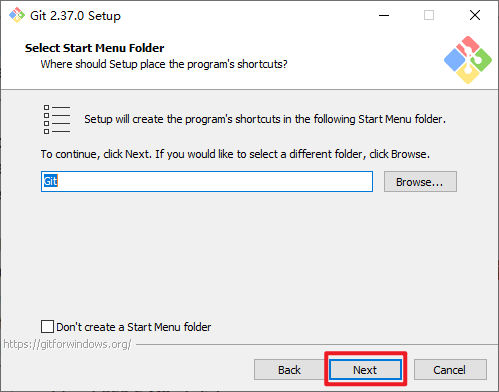 Git 2.37.0 Setup
Select Start Menu Folder
Where should Setup place the program's shortcuts?
Setup will create the program's shortcuts in the following Start Menu folder.
To continue, click Next. If you would like to select a different folder, click Browse.
Git
Browse...
Don't create a Start Menu folder
https://gitforwindows.org/
Back
Next
Cancel